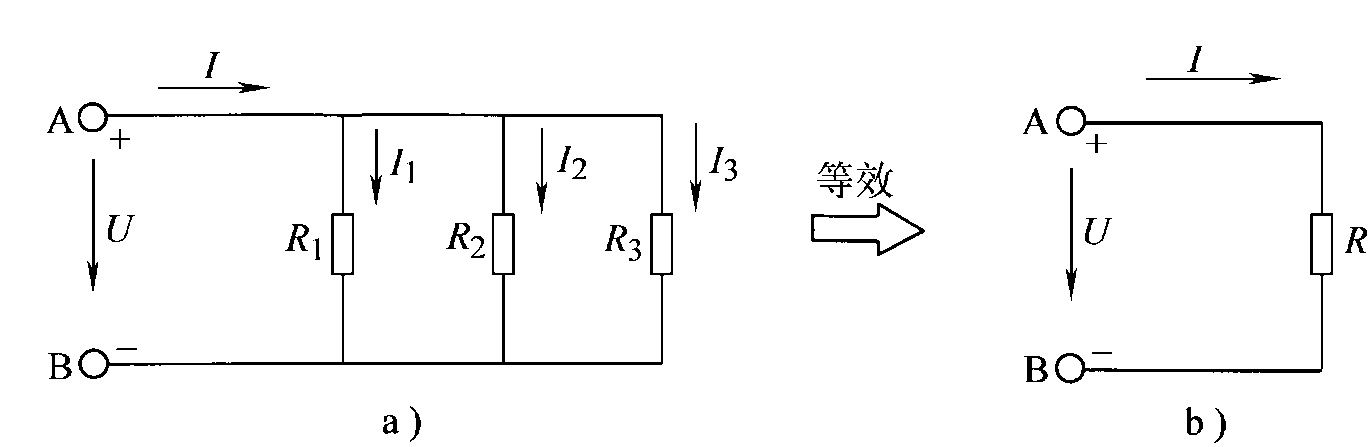 I
A
+
U
B
−
I1
I2
I3
R1
R2
R3
a )
等效
I
A
+
U
B
−
R
b )